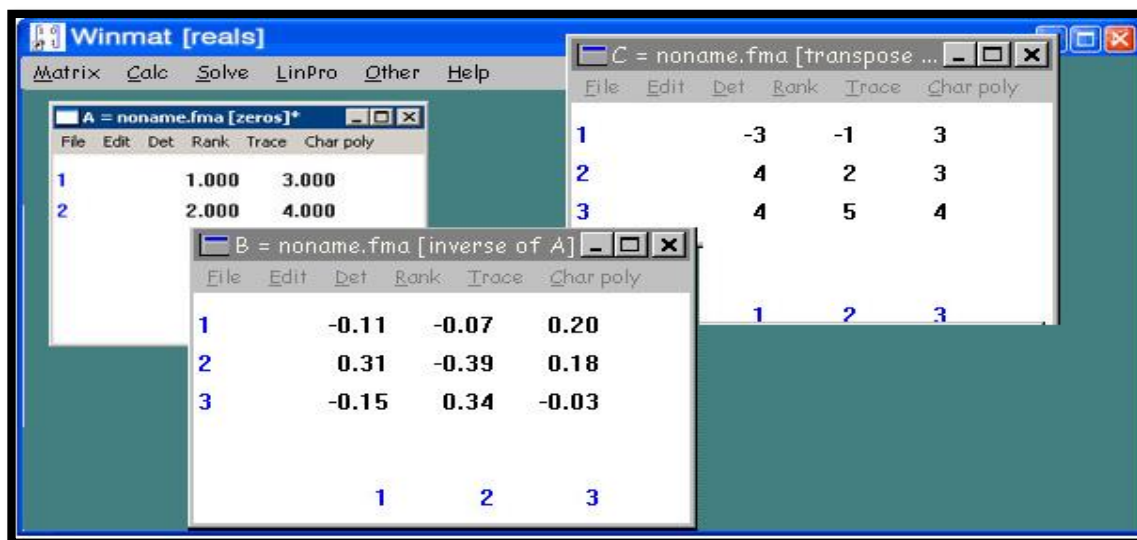 Winmat [reals]
Matrix Calc Solve LinPro Other Help
A = noname.fma [zeros]*
File Edit Det Rank Trace Char poly
1 1.000 3.000
2 2.000 4.000
C = noname.fma [transpose ...
File Edit Det Rank Trace Char poly
1 -3 -1 3
2 4 2 3
3 4 5 4
1 2 3
B = noname.fma [inverse of A]
File Edit Det Rank Trace Char poly
1 -0.11 -0.07 0.20
2 0.31 -0.39 0.18
3 -0.15 0.34 -0.03
1 2 3